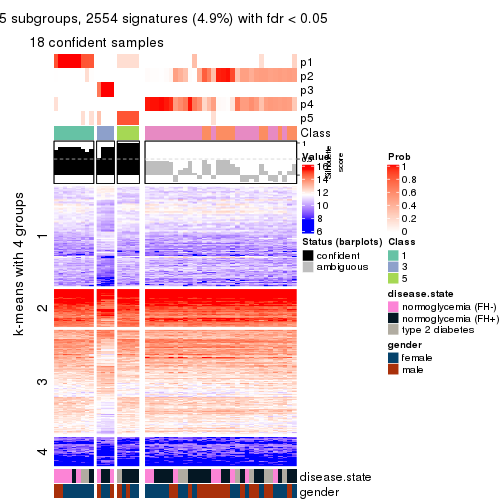 5 subgroups, 2554 signatures (4.9%) with fdr < 0.05
18 confident samples
p1
p2
p3
p4
p5
Class
1
0.5
Silhouette
score
k-means with 4 groups
1
2
3
4
disease.state
gender
Value
16
14
12
10
8
6
Status (barplots)
confident
ambiguous
Prob
1
0.8
0.6
0.4
0.2
0
Class
1
3
5
disease.state
normoglycemia (FH-)
normoglycemia (FH+)
type 2 diabetes
gender
female
male